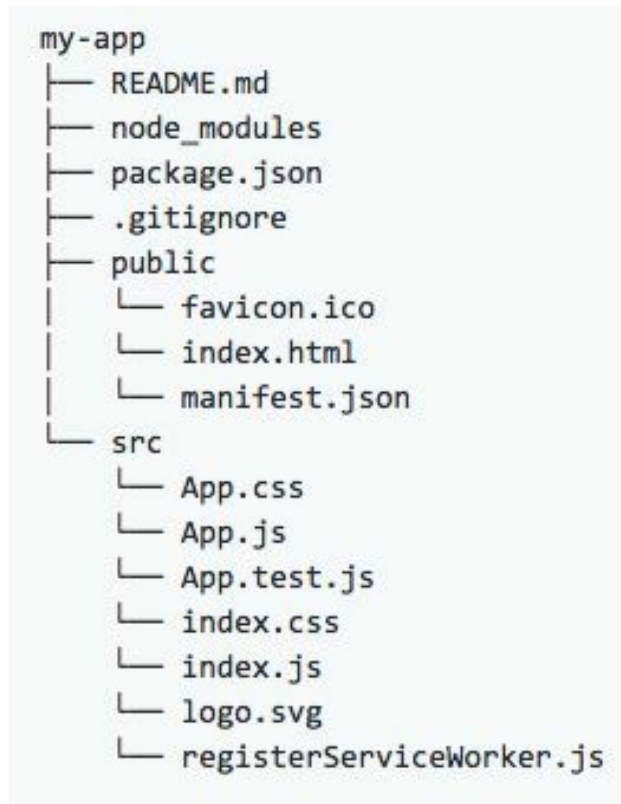 my-app
├── README.md
├── node_modules
├── package.json
├── .gitignore
├── public
│   └── favicon.ico
│   └── index.html
│   └── manifest.json
└── src
    └── App.css
    └── App.js
    └── App.test.js
    └── index.css
    └── index.js
    └── logo.svg
    └── registerServiceWorker.js